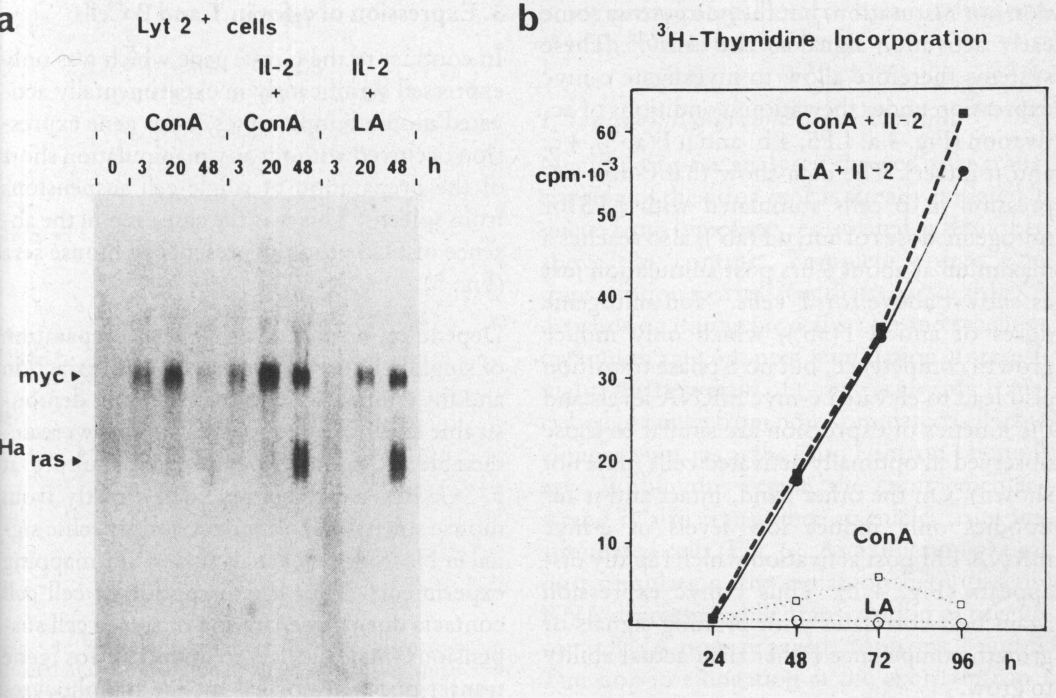 a
Lyt 2 + cells
IL-2 IL-2
+ +
ConA ConA LA
0 3 20 48 3 20 48 3 20 48 h
myc
Ha ras
b
³H-Thymidine Incorporation
ConA + IL-2
LA + IL-2
cpm·10⁻³
60
50
40
30
20
10
ConA
LA
24 48 72 96 h